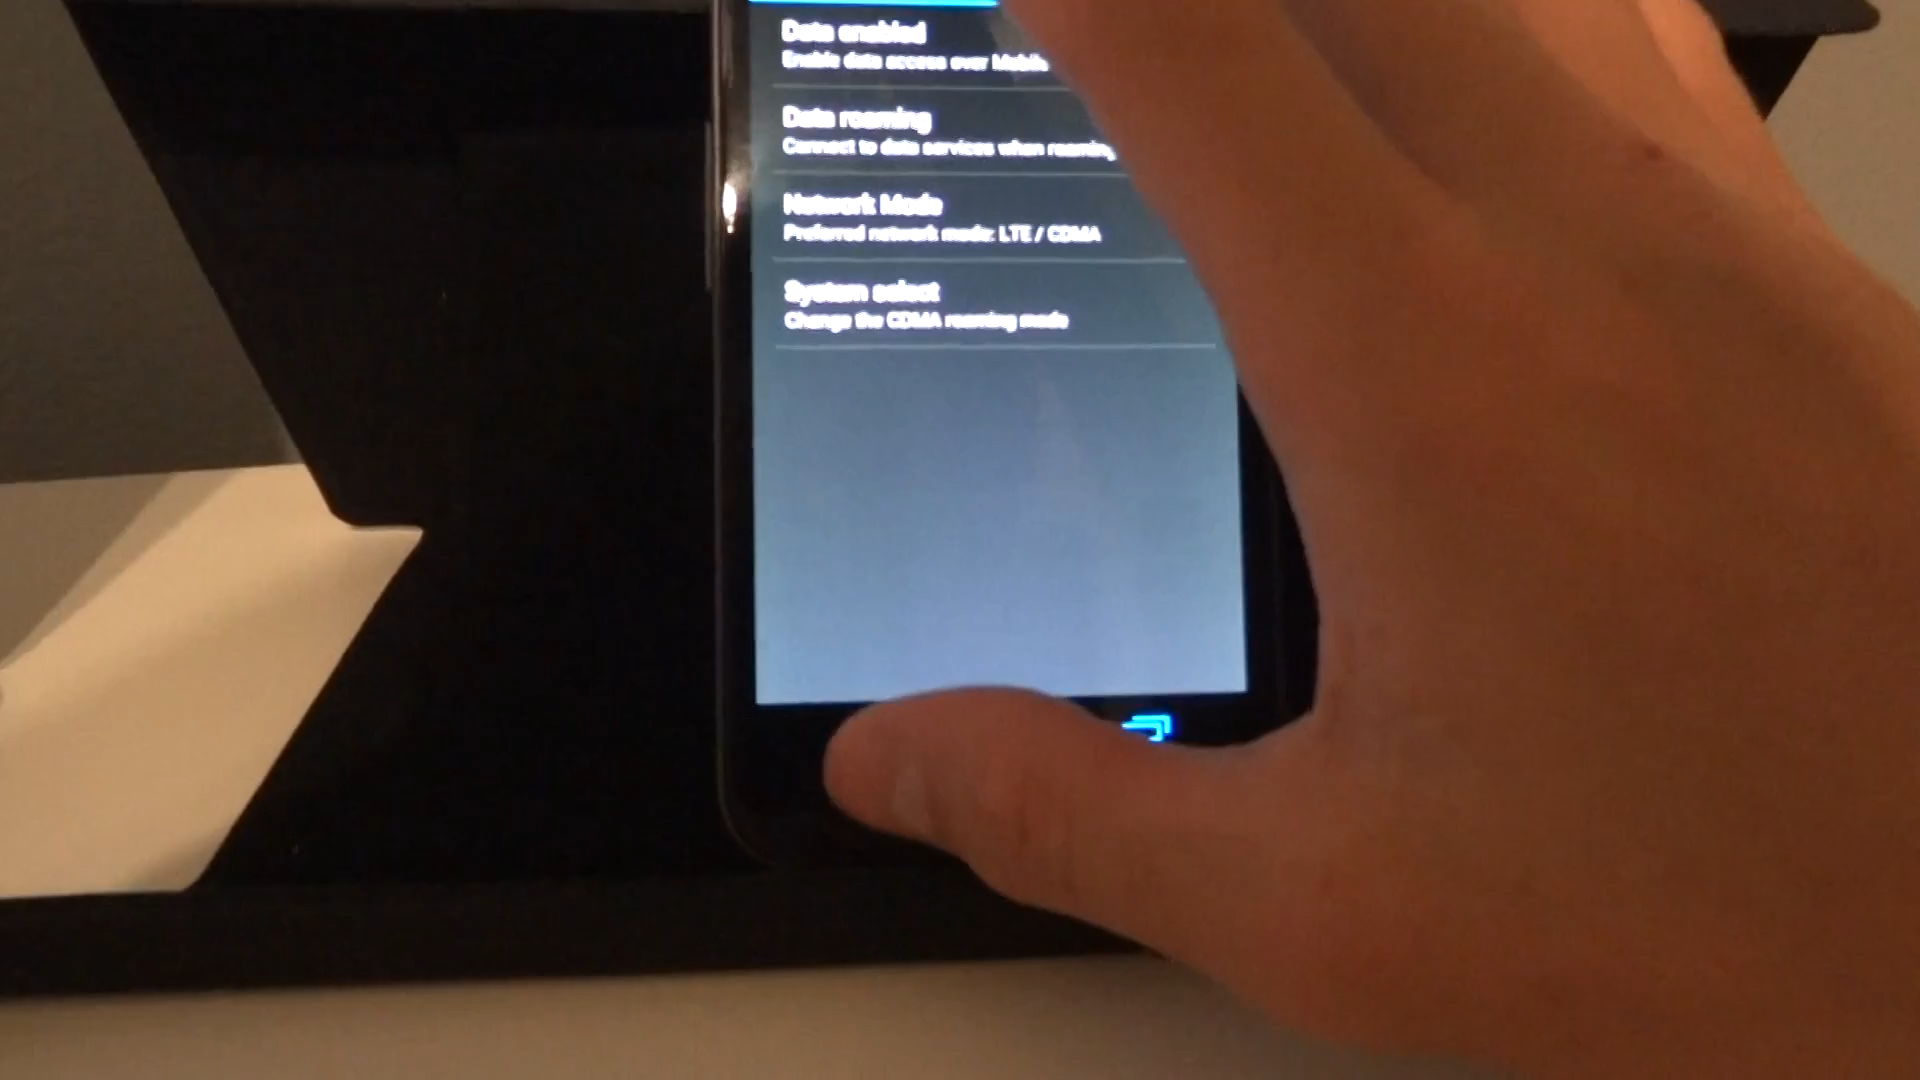 Data enabled
Enable data access over Mobile
Data roaming
Connect to data services when roaming
Network Mode
Preferred network mode: LTE / CDMA
System select
Change the CDMA roaming mode